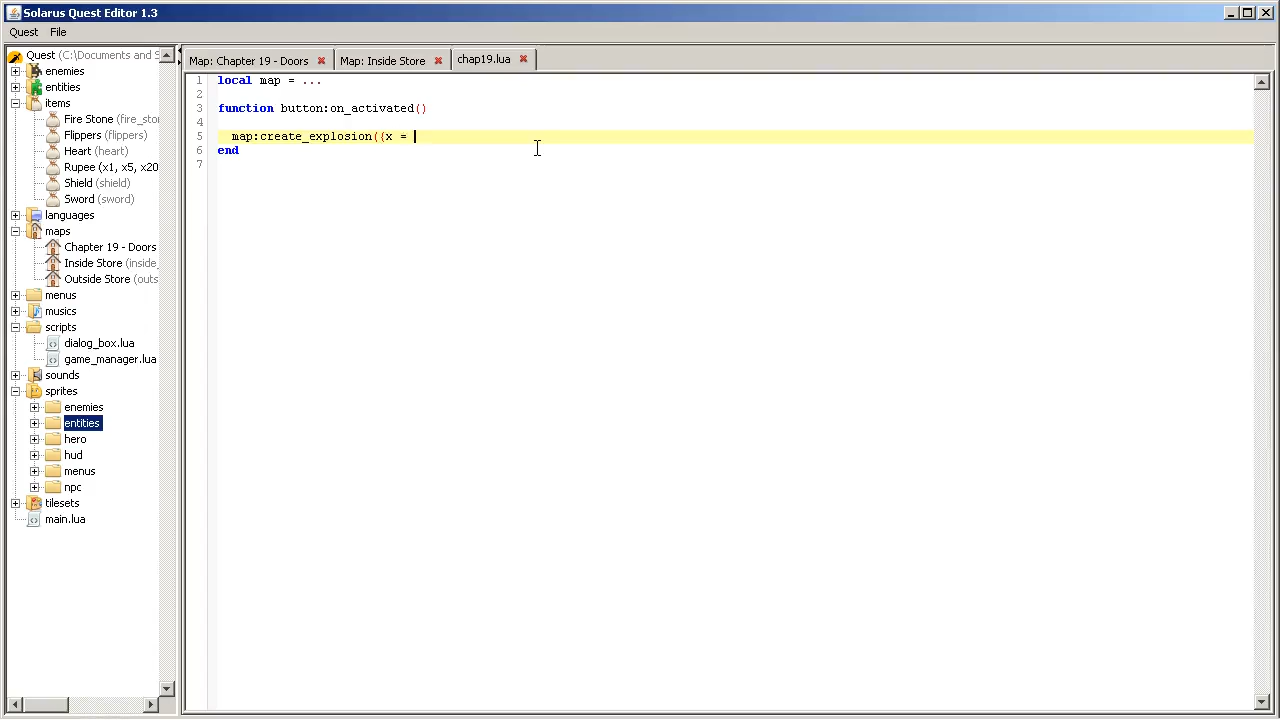 Solarus Quest Editor 1.3
Quest File
Quest (C:\Documents and S
enemies
entities
items
Fire Stone (fire_sto
Flippers (flippers)
Heart (heart)
Rupee (x1, x5, x20
Shield (shield)
Sword (sword)
languages
maps
Chapter 19 - Doors
Inside Store (inside_
Outside Store (outs
menus
musics
scripts
dialog_box.lua
game_manager.lua
sounds
sprites
enemies
entities
hero
hud
menus
npc
tilesets
main.lua
Map: Chapter 19 - Doors Map: Inside Store chap19.lua
1 local map = ...
2
3 function button:on_activated()
4
5 map:create_explosion({x =
6 end
7